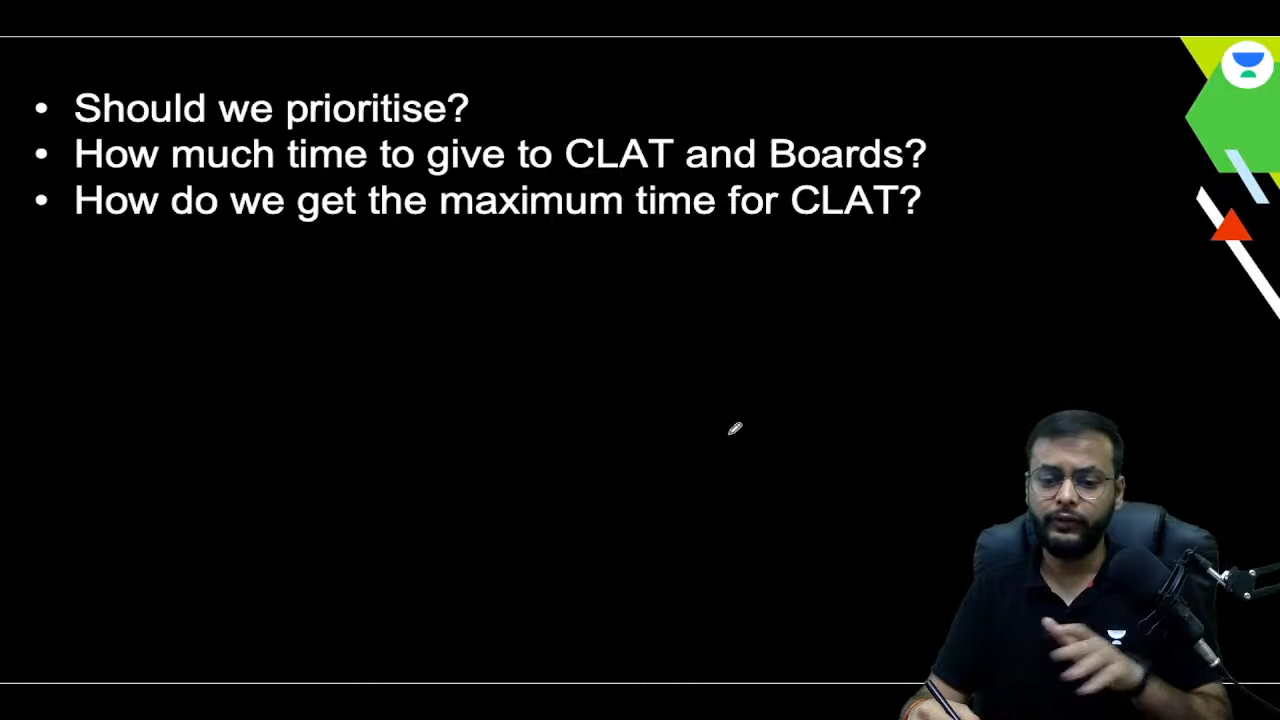 • Should we prioritise?
• How much time to give to CLAT and Boards?
• How do we get the maximum time for CLAT?